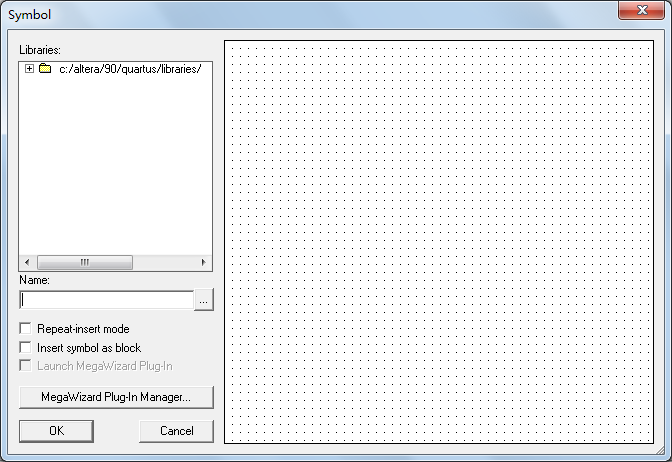 Symbol
Libraries:
c:/altera/90/quartus/libraries/
Name:
...
Repeat-insert mode
Insert symbol as block
Launch MegaWizard Plug-In
MegaWizard Plug-In Manager...
OK
Cancel